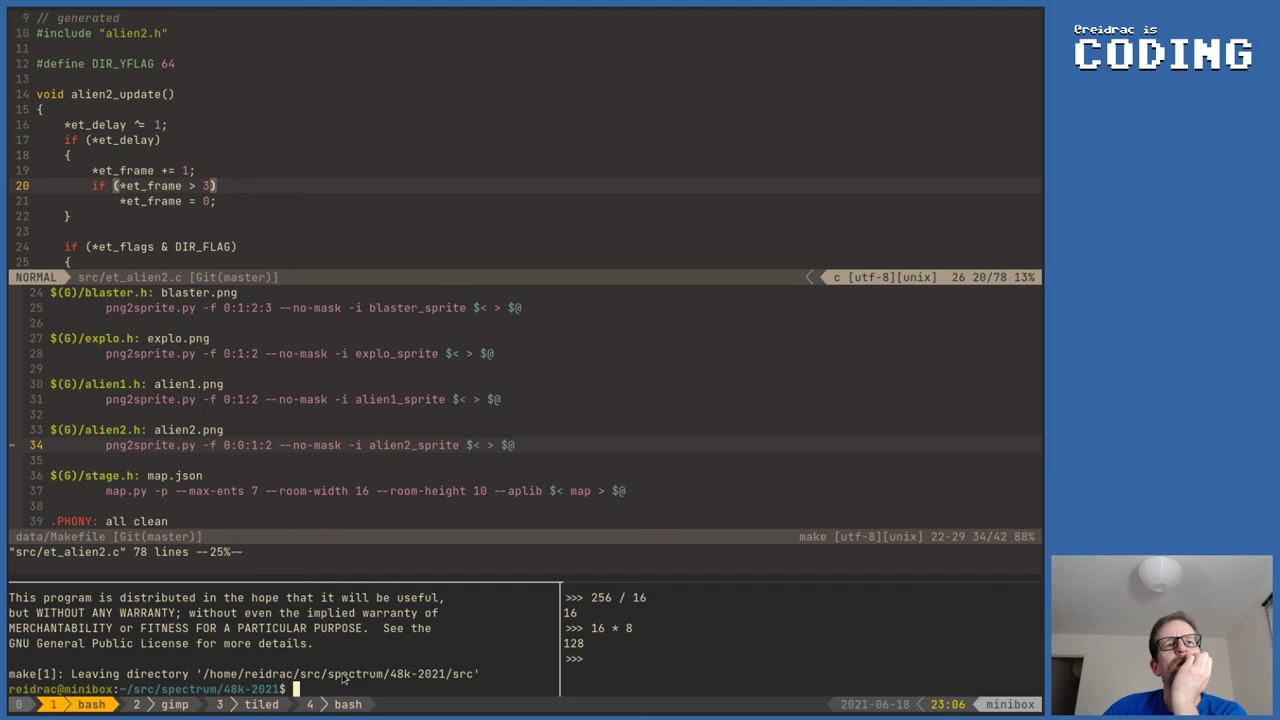 @reidrac is
CODING
9 // generated
10 #include "alien2.h"
11
12 #define DIR_YFLAG 64
13
14 void alien2_update()
15 {
16 *et_delay ^= 1;
17 if (*et_delay)
18 {
19 *et_frame += 1;
20 if (*et_frame > 3)
21 *et_frame = 0;
22 }
23
24 if (*et_flags & DIR_FLAG)
25 {
NORMAL src/et_alien2.c [Git(master)] c [utf-8][unix] 26 20/78 13%
24 $(G)/blaster.h: blaster.png
25 png2sprite.py -f 0:1:2:3 --no-mask -i blaster_sprite $< > $@
26
27 $(G)/explo.h: explo.png
28 png2sprite.py -f 0:1:2 --no-mask -i explo_sprite $< > $@
29
30 $(G)/alien1.h: alien1.png
31 png2sprite.py -f 0:1:2 --no-mask -i alien1_sprite $< > $@
32
33 $(G)/alien2.h: alien2.png
~ 34 png2sprite.py -f 0:0:1:2 --no-mask -i alien2_sprite $< > $@
35
36 $(G)/stage.h: map.json
37 map.py -p --max-ents 7 --room-width 16 --room-height 10 --aplib $< map > $@
38
39 .PHONY: all clean
data/Makefile [Git(master)] make [utf-8][unix] 22-29 34/42 88%
"src/et_alien2.c" 78 lines --25%--
This program is distributed in the hope that it will be useful,
but WITHOUT ANY WARRANTY; without even the implied warranty of
MERCHANTABILITY or FITNESS FOR A PARTICULAR PURPOSE. See the
GNU General Public License for more details.
make[1]: Leaving directory '/home/reidrac/src/spectrum/48k-2021/src'
reidrac@minibox:~/src/spectrum/48k-2021$
>>> 256 / 16
16
>>> 16 * 8
128
>>>
0 1 bash 2 gimp 3 tiled 4 bash 2021-06-18 23:06 minibox